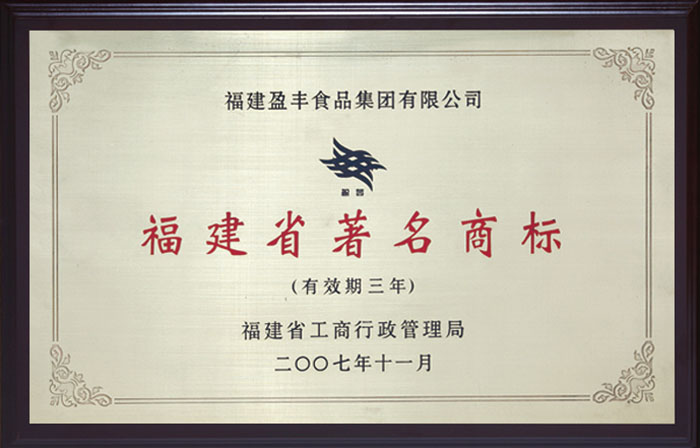 福建盈丰食品集团有限公司
福建省著名商标
(有效期三年)
福建省工商行政管理局
二〇〇七年十一月